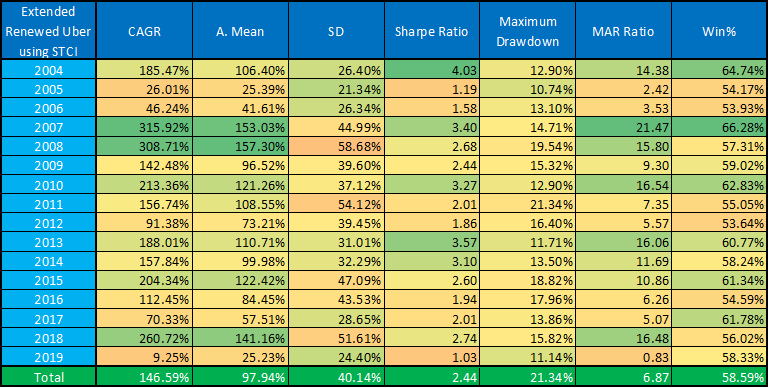 Extended Renewed Uber using STCI CAGR A. Mean SD Sharpe Ratio Maximum Drawdown MAR Ratio Win%
2004 185.47% 106.40% 26.40% 4.03 12.90% 14.38 64.74%
2005 26.01% 25.39% 21.34% 1.19 10.74% 2.42 54.17%
2006 46.24% 41.61% 26.34% 1.58 13.10% 3.53 53.93%
2007 315.92% 153.03% 44.99% 3.40 14.71% 21.47 66.28%
2008 308.71% 157.30% 58.68% 2.68 19.54% 15.80 57.31%
2009 142.48% 96.52% 39.60% 2.44 15.32% 9.30 59.02%
2010 213.36% 121.26% 37.12% 3.27 12.90% 16.54 62.83%
2011 156.74% 108.55% 54.12% 2.01 21.34% 7.35 55.05%
2012 91.38% 73.21% 39.45% 1.86 16.40% 5.57 53.64%
2013 188.01% 110.71% 31.01% 3.57 11.71% 16.06 60.77%
2014 157.84% 99.98% 32.29% 3.10 13.50% 11.69 58.24%
2015 204.34% 122.42% 47.09% 2.60 18.82% 10.86 61.34%
2016 112.45% 84.45% 43.53% 1.94 17.96% 6.26 54.59%
2017 70.33% 57.51% 28.65% 2.01 13.86% 5.07 61.78%
2018 260.72% 141.16% 51.61% 2.74 15.82% 16.48 56.02%
2019 9.25% 25.23% 24.40% 1.03 11.14% 0.83 58.33%
Total 146.59% 97.94% 40.14% 2.44 21.34% 6.87 58.59%